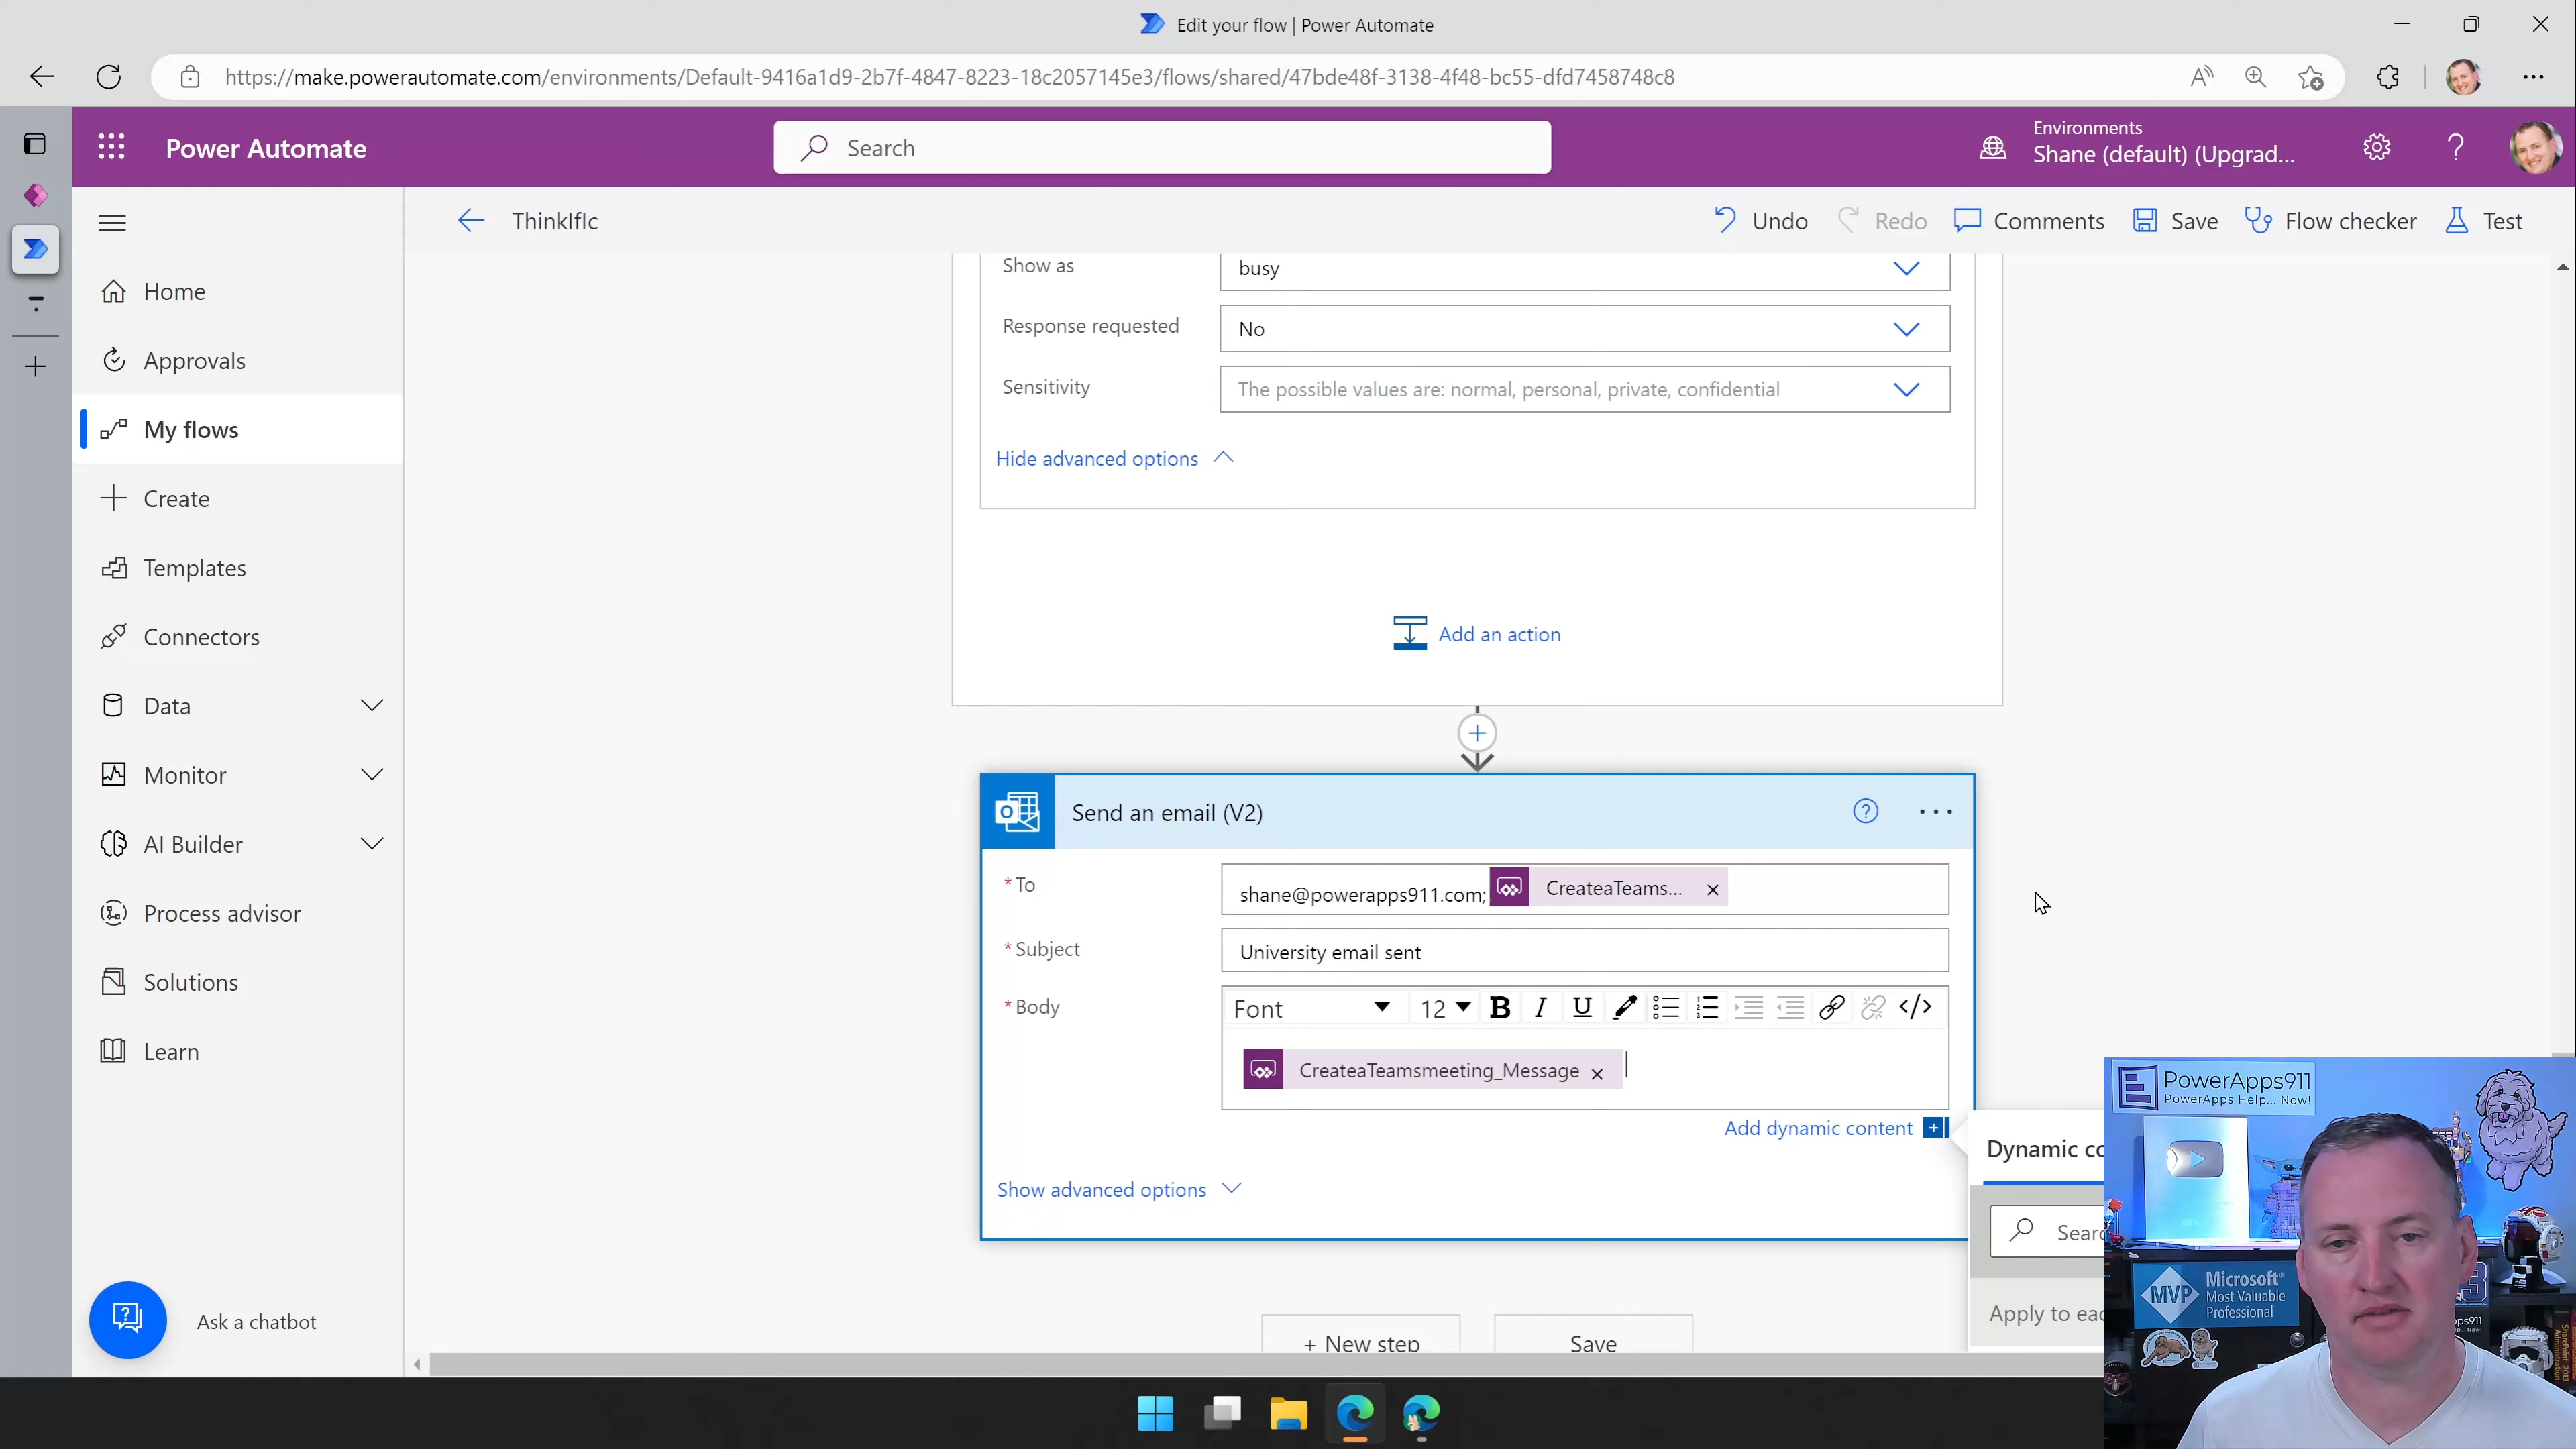 Edit your flow | Power Automate
https://make.powerautomate.com/environments/Default-9416a1d9-2b7f-4847-8223-18c2057145e3/flows/shared/47bde48f-3138-4f48-bc55-dfd7458748c8
Power Automate
Search
Environments
Shane (default) (Upgrad...
ThinkIfIc
Undo
Redo
Comments
Save
Flow checker
Test
Home
Approvals
My flows
Create
Templates
Connectors
Data
Monitor
AI Builder
Process advisor
Solutions
Learn
Ask a chatbot
Show as
busy
Response requested
No
Sensitivity
The possible values are: normal, personal, private, confidential
Hide advanced options
Add an action
Send an email (V2)
* To
shane@powerapps911.com; CreateaTeams...
* Subject
University email sent
* Body
Font
12
CreateaTeamsmeeting_Message
Add dynamic content
Show advanced options
Dynamic co
Searc
Apply to eac
+ New step
Save
PowerApps911
PowerApps Help... Now!
MVP
Microsoft®
Most Valuable
Professional